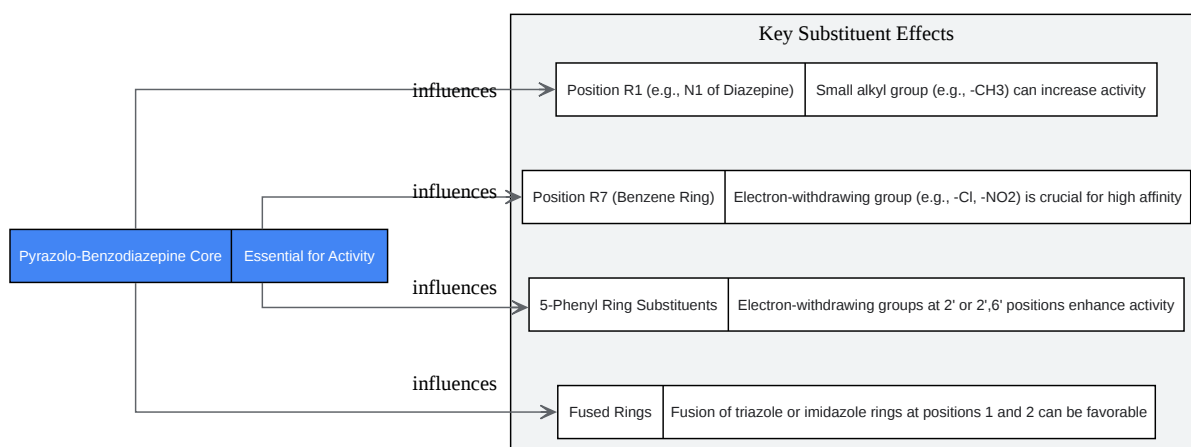 Key Substituent Effects
influences
Position R1 (e.g., N1 of Diazepine)
Small alkyl group (e.g., -CH3) can increase activity
influences
Position R7 (Benzene Ring)
Electron-withdrawing group (e.g., -Cl, -NO2) is crucial for high affinity
Pyrazolo-Benzodiazepine Core
Essential for Activity
influences
5-Phenyl Ring Substituents
Electron-withdrawing groups at 2' or 2',6' positions enhance activity
influences
Fused Rings
Fusion of triazole or imidazole rings at positions 1 and 2 can be favorable